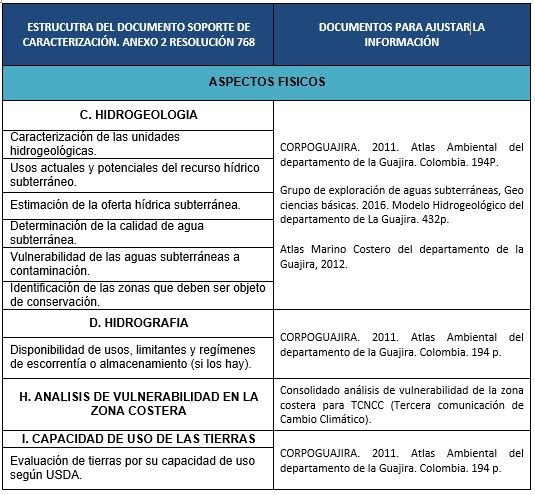 ESTRUCUTRA DEL DOCUMENTO SOPORTE DE
CARACTERIZACIÓN. ANEXO 2 RESOLUCIÓN 768
DOCUMENTOS PARA AJUSTAR LA
INFORMACIÓN
ASPECTOS FISICOS
C. HIDROGEOLOGIA
Caracterización de las unidades
hidrogeológicas.
Usos actuales y potenciales del recurso hídrico
subterráneo.
Estimación de la oferta hídrica subterránea.
Determinación de la calidad de agua
subterránea.
Vulnerabilidad de las aguas subterráneas a
contaminación.
Identificación de las zonas que deben ser objeto
de conservación.
CORPOGUAJIRA. 2011. Atlas Ambiental del
departamento de la Guajira. Colombia. 194P.
Grupo de exploración de aguas subterráneas, Geo
ciencias básicas. 2016. Modelo Hidrogeológico del
departamento de La Guajira. 432p.
Atlas Marino Costero del departamento de la
Guajira, 2012.
D. HIDROGRAFIA
Disponibilidad de usos, limitantes y regímenes
de escorrentía o almacenamiento (si los hay).
CORPOGUAJIRA. 2011. Atlas Ambiental del
departamento de la Guajira. Colombia. 194 p.
H. ANALISIS DE VULNERABILIDAD EN LA
ZONA COSTERA
Consolidado análisis de vulnerabilidad de la zona
costera para TCNCC (Tercera comunicación de
Cambio Climático).
I. CAPACIDAD DE USO DE LAS TIERRAS
Evaluación de tierras por su capacidad de uso
según USDA.
CORPOGUAJIRA. 2011. Atlas Ambiental del
departamento de la Guajira. Colombia. 194 p.